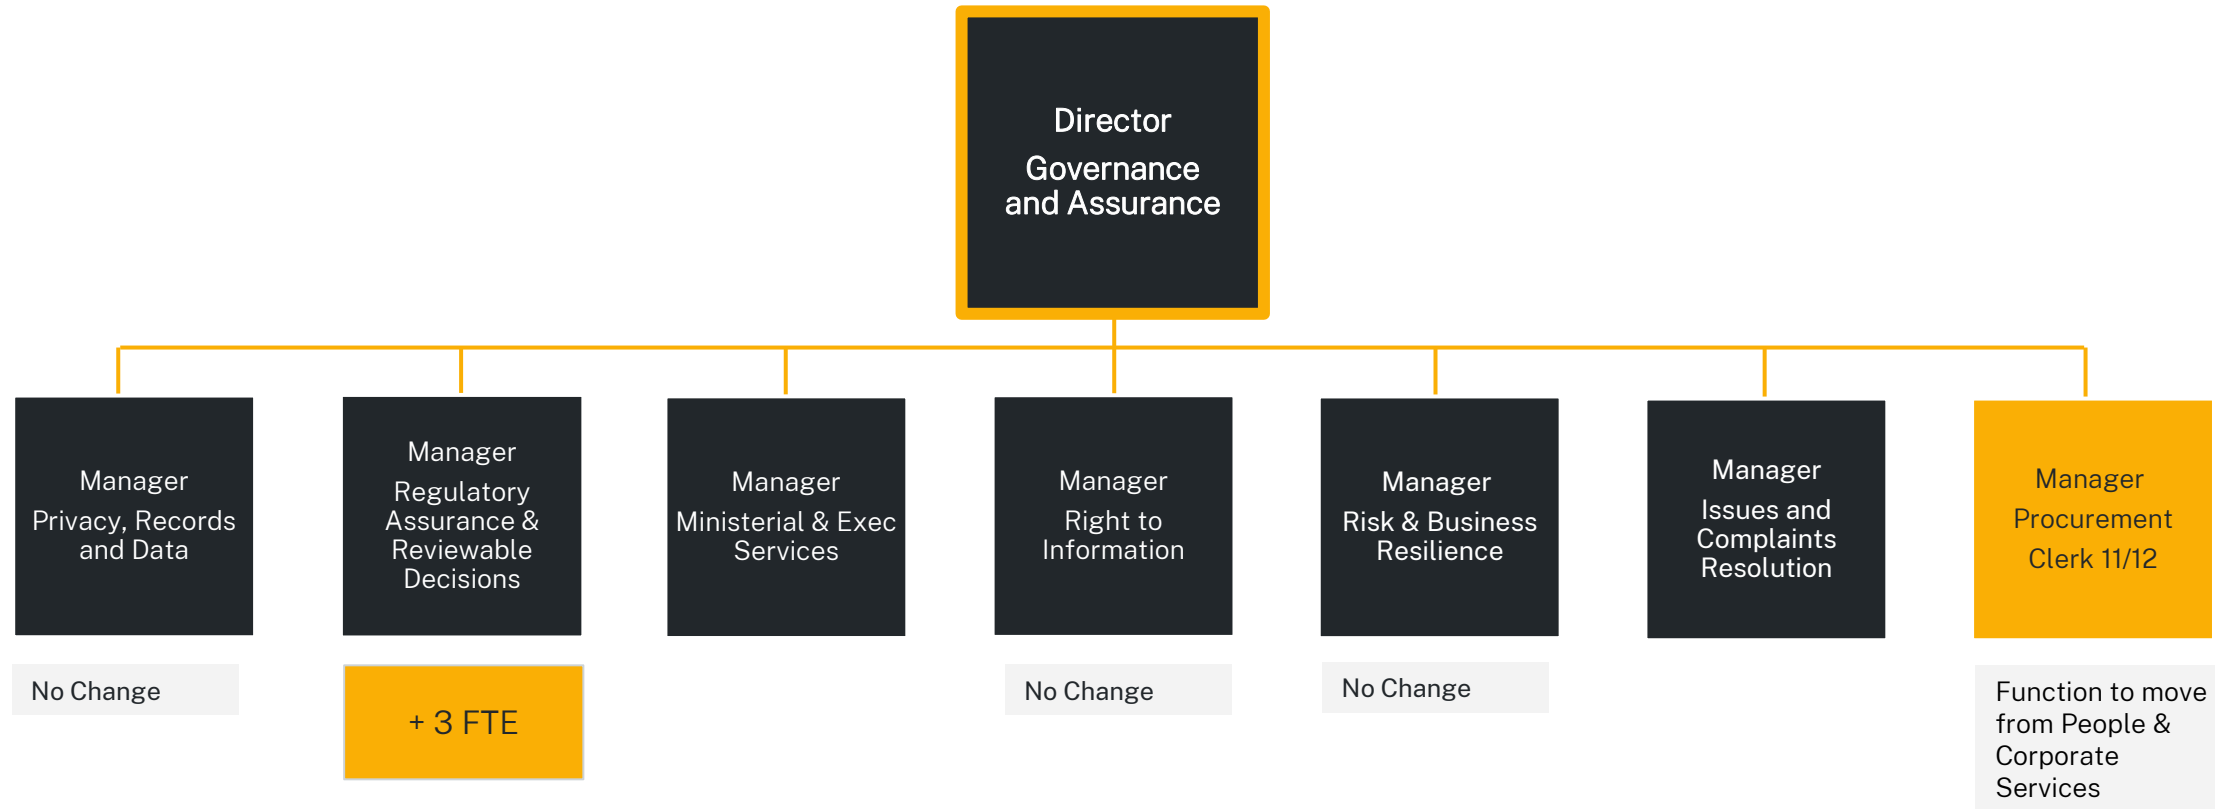 Director
Governance
and Assurance
Manager
Privacy, Records
and Data
Manager
Regulatory
Assurance &
Reviewable
Decisions
Manager
Ministerial & Exec
Services
Manager
Right to
Information
Manager
Risk & Business
Resilience
Manager
Issues and
Complaints
Resolution
Manager
Procurement
Clerk 11/12
No Change
+ 3 FTE
No Change
No Change
Function to move
from People &
Corporate
Services